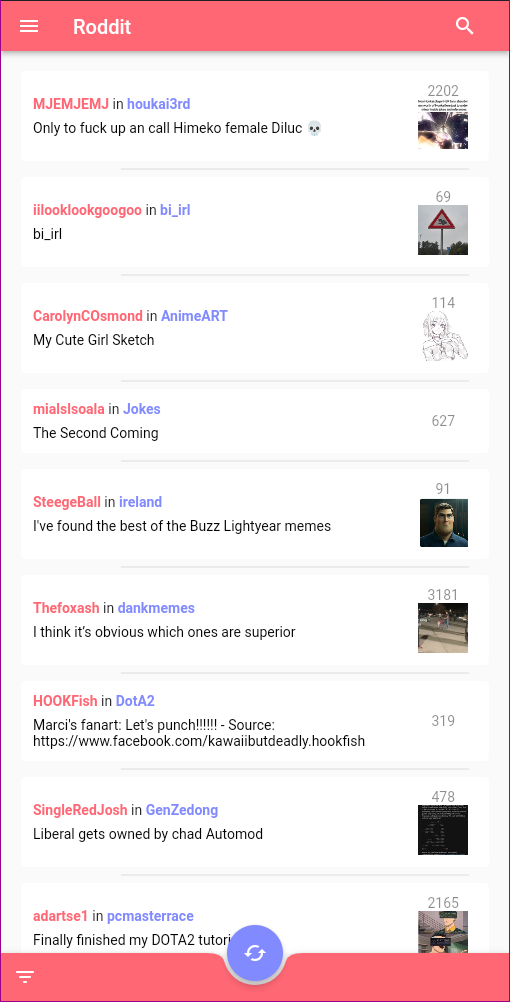 Roddit
MJEMJEMJ in houkai3rd
2202
Only to fuck up an call Himeko female Diluc 💀
iilooklookgoogoo in bi_irl
69
bi_irl
CarolynCOsmond in AnimeART
114
My Cute Girl Sketch
mialslsoala in Jokes
627
The Second Coming
SteegeBall in ireland
91
I've found the best of the Buzz Lightyear memes
Thefoxash in dankmemes
3181
I think it’s obvious which ones are superior
HOOKFish in DotA2
319
Marci's fanart: Let's punch!!!!!! - Source:
https://www.facebook.com/kawaiibutdeadly.hookfish
SingleRedJosh in GenZedong
478
Liberal gets owned by chad Automod
adartse1 in pcmasterrace
2165
Finally finished my DOTA2 tutori